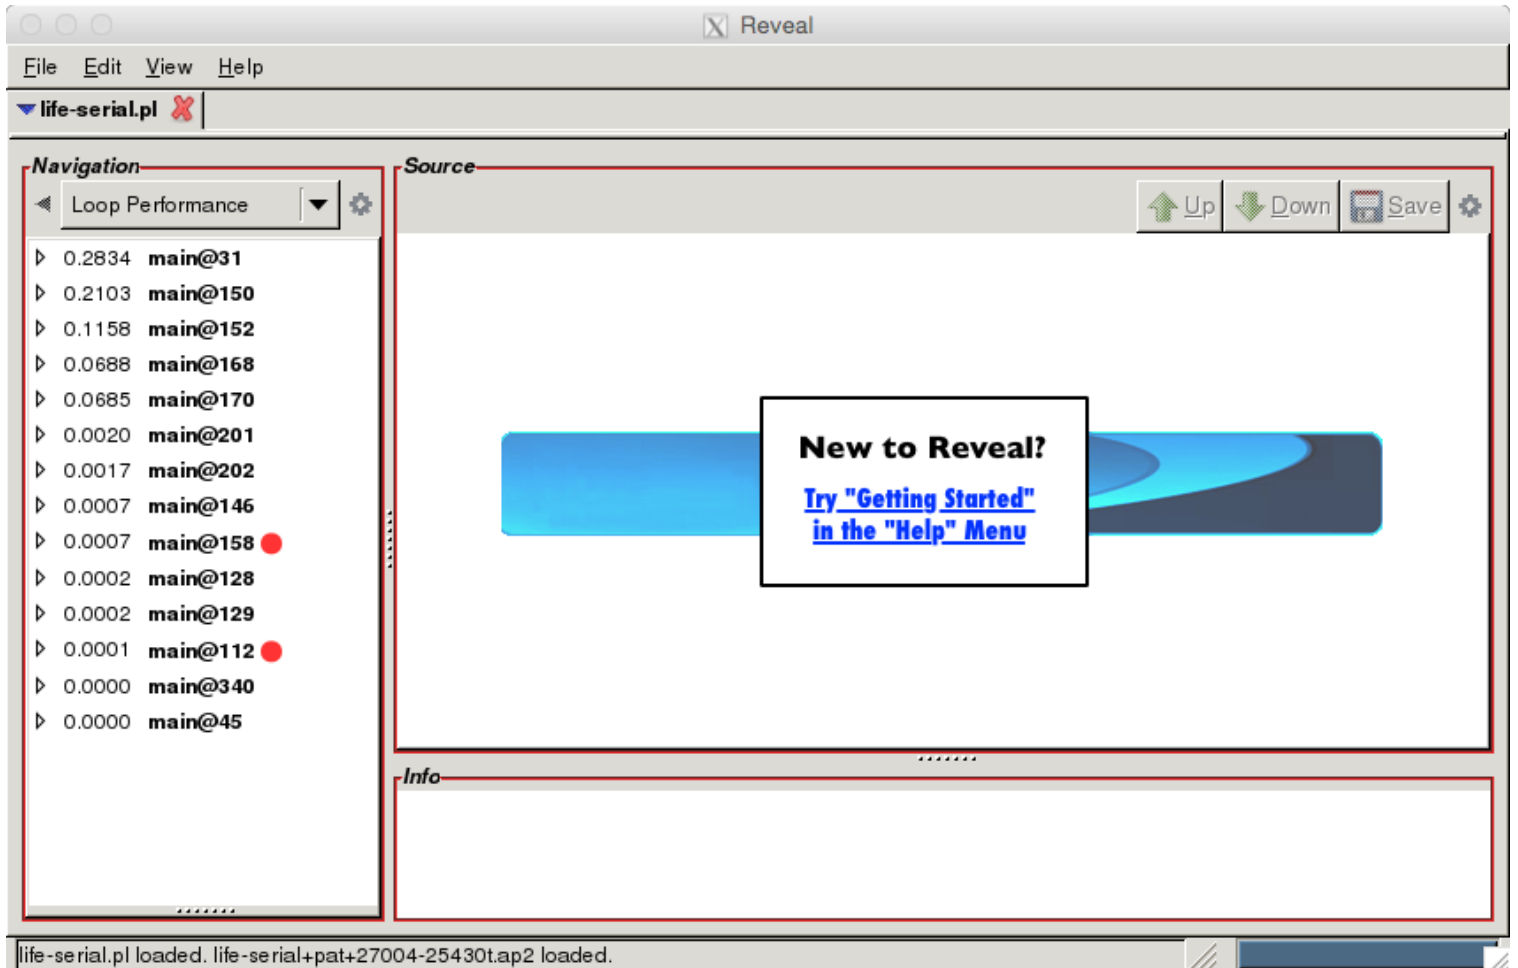 Reveal
File Edit View Help
life-serial.pl
Navigation
Loop Performance
0.2834 main@31
0.2103 main@150
0.1158 main@152
0.0688 main@168
0.0685 main@170
0.0020 main@201
0.0017 main@202
0.0007 main@146
0.0007 main@158
0.0002 main@128
0.0002 main@129
0.0001 main@112
0.0000 main@340
0.0000 main@45
Source
Up Down Save
New to Reveal?
Try "Getting Started"
in the "Help" Menu
Info
life-serial.pl loaded. life-serial+pat+27004-25430t.ap2 loaded.